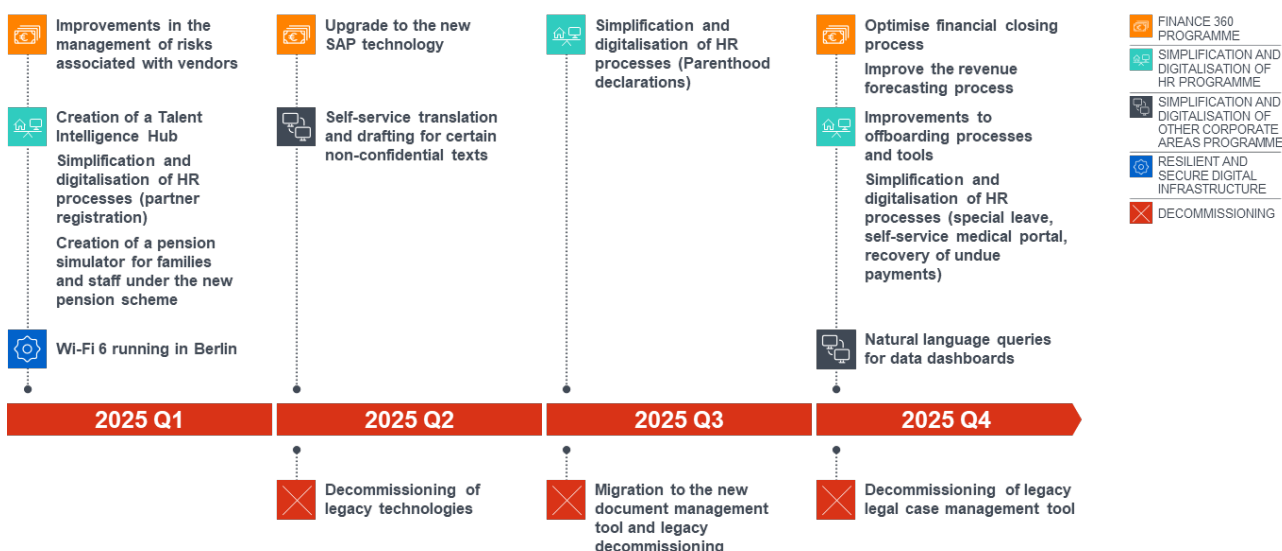 Improvements in the
management of risks
associated with vendors
Creation of a Talent
Intelligence Hub
Simplification and
digitalisation of HR
processes (partner
registration)
Creation of a pension
simulator for families
and staff under the new
pension scheme
Wi-Fi 6 running in Berlin
Upgrade to the new
SAP technology
Self-service translation
and drafting for certain
non-confidential texts
Simplification and
digitalisation of HR
processes (Parenthood
declarations)
Optimise financial closing
process
Improve the revenue
forecasting process
Improvements to
offboarding processes
and tools
Simplification and
digitalisation of HR
processes (special leave,
self-service medical portal,
recovery of undue
payments)
Natural language queries
for data dashboards
FINANCE 360
PROGRAMME
SIMPLIFICATION AND
DIGITALISATION OF
HR PROGRAMME
SIMPLIFICATION AND
DIGITALISATION OF
OTHER CORPORATE
AREAS PROGRAMME
RESILIENT AND
SECURE DIGITAL
INFRASTRUCTURE
DECOMMISSIONING
2025 Q1
2025 Q2
2025 Q3
2025 Q4
Decommissioning of
legacy technologies
Migration to the new
document management
tool and legacy
decommissioning
Decommissioning of legacy
legal case management tool